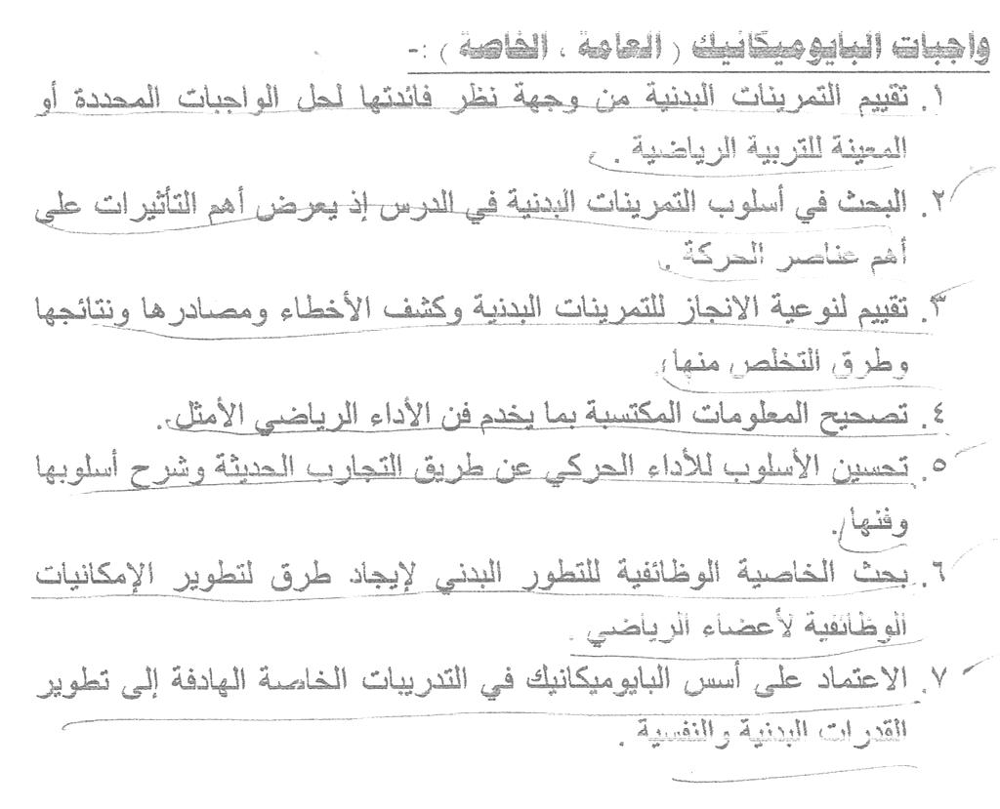 واجبات البايوميكانيك ( العامة ، الخاصة ) :-
١. تقييم التمرينات البدنية من وجهة نظر فائدتها لحل الواجبات المحددة أو
المعينة للتربية الرياضية .
٢. البحث في أسلوب التمرينات البدنية في الدرس إذ يعرض أهم التأثيرات على
أهم عناصر الحركة .
٣. تقييم لنوعية الانجاز للتمرينات البدنية وكشف الأخطاء ومصادرها ونتائجها
وطرق التخلص منها .
٤. تصحيح المعلومات المكتسبة بما يخدم فن الأداء الرياضي الأمثل .
٥. تحسين الأسلوب للأداء الحركي عن طريق التجارب الحديثة وشرح أسلوبها
وفنها .
٦. بحث الخاصية الوظائفية للتطور البدني لإيجاد طرق لتطوير الإمكانيات
الوظائفية لأعضاء الرياضي .
٧. الاعتماد على أسس البايوميكانيك في التدريبات الخاصة الهادفة إلى تطوير
القدرات البدنية والنفسية .